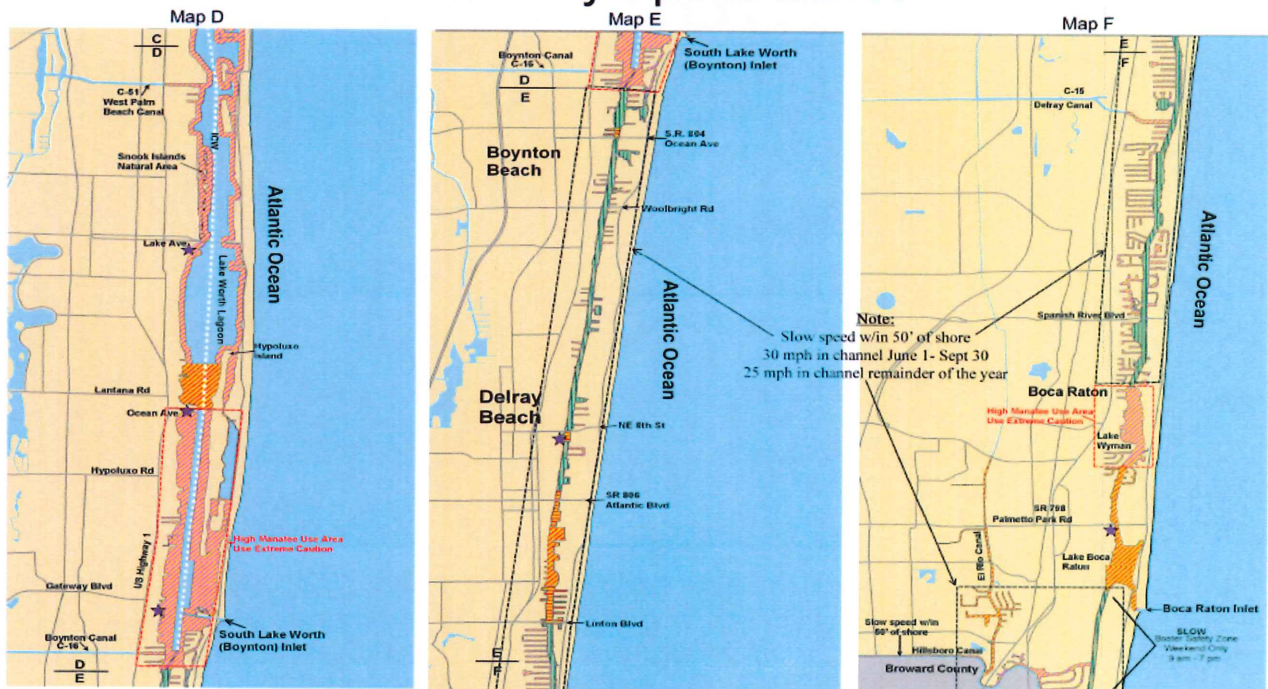 Map D
C
D
C-51
West Palm
Beach Canal
ICW
Snook Islands
Natural Area
Atlantic Ocean
Lake Ave
Lake Worth Lagoon
Hypoluxo
Island
Lantana Rd
Ocean Ave
Hypoluxo Rd
High Manatee Use Area
Use Extreme Caution
US Highway 1
Gateway Blvd
South Lake Worth
(Boynton) Inlet
Boynton Canal
C-16
D
E
Map E
Boynton Canal
C-16
South Lake Worth
(Boynton) Inlet
D
E
S.R. 804
Ocean Ave
Boynton
Beach
Woolbright Rd
Atlantic Ocean
Delray
Beach
NE 8th St
SR 806
Atlantic Blvd
Linton Blvd
E
F
Note:
Slow speed w/in 50' of shore
30 mph in channel June 1- Sept 30
25 mph in channel remainder of the year
Map F
E
F
C-15
Delray Canal
Atlantic Ocean
Spanish River Blvd
Boca Raton
High Manatee Use Area
Use Extreme Caution
Lake
Wyman
SR 798
Palmetto Park Rd
El Rio Canal
Lake Boca
Raton
Boca Raton Inlet
Slow speed w/in
50' of shore
SLOW
Boater Safety Zone
Weekend Only
9 am - 7 pm
Hillsboro Canal
Broward County